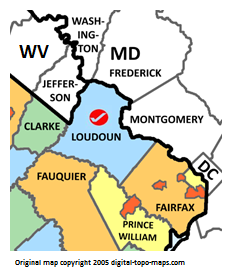 WASH-
ING-
TON
WV
MD
FREDERICK
JEFFER-
SON
MONTGOMERY
CLARKE
LOUDOUN
DC
FAUQUIER
FAIRFAX
PRINCE
WILLIAM
Original map copyright 2005 digital-topo-maps.com